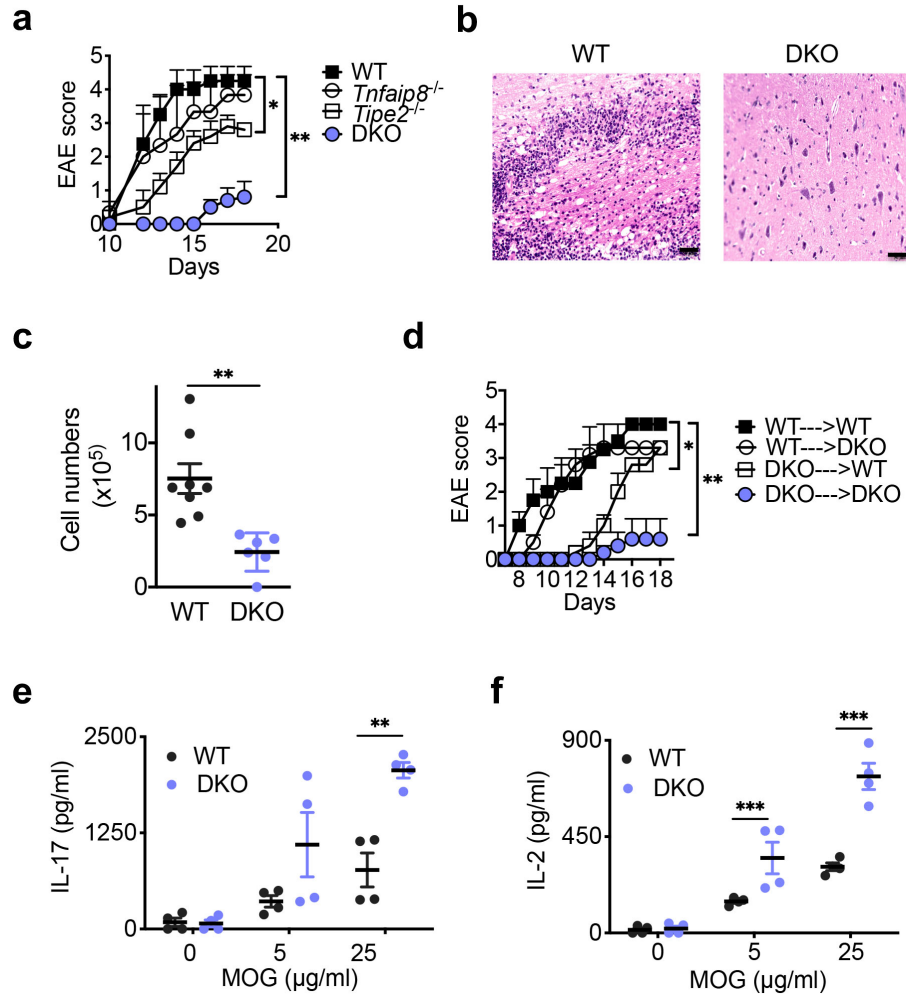 a
5
4
3
2
1
0
10
15
20
EAE score
Days
WT
Tnfaip8-/-
Tipe2-/-
DKO
*
**
b
WT
DKO
c
**
10
5
0
Cell numbers
(x10⁵)
WT
DKO
d
5
4
3
2
1
0
8 10 12 14 16 18
EAE score
Days
WT--->WT
WT--->DKO
DKO--->WT
DKO--->DKO
*
**
e
2500
1250
0
IL-17 (pg/ml)
WT
DKO
**
0 5 25
MOG (µg/ml)
f
900
450
0
IL-2 (pg/ml)
WT
DKO
***
***
0 5 25
MOG (µg/ml)